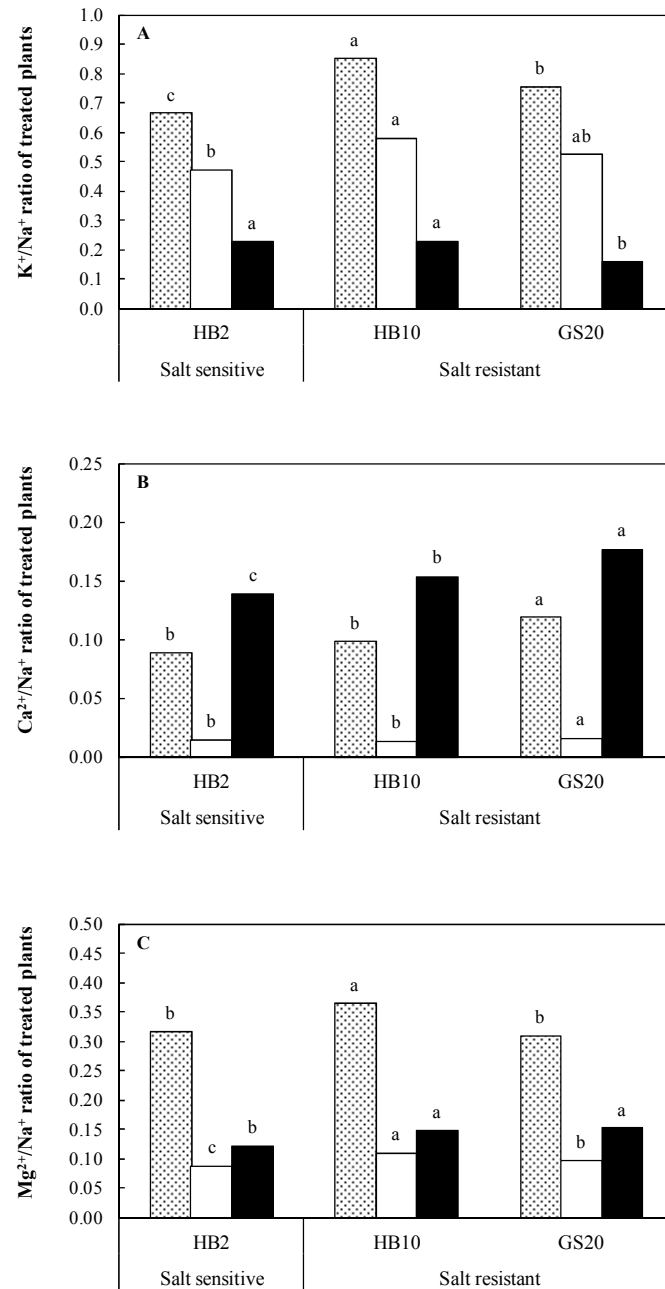 K⁺/Na⁺ ratio of treated plants
1.0
0.9
0.8
0.7
0.6
0.5
0.4
0.3
0.2
0.1
0.0
A
c
b
a
a
a
a
b
ab
b
HB2
HB10
GS20
Salt sensitive
Salt resistant
Ca²⁺/Na⁺ ratio of treated plants
0.25
0.20
0.15
0.10
0.05
0.00
B
b
b
c
b
b
b
a
a
a
HB2
HB10
GS20
Salt sensitive
Salt resistant
Mg²⁺/Na⁺ ratio of treated plants
0.50
0.45
0.40
0.35
0.30
0.25
0.20
0.15
0.10
0.05
0.00
C
b
c
b
a
a
a
b
b
a
HB2
HB10
GS20
Salt sensitive
Salt resistant